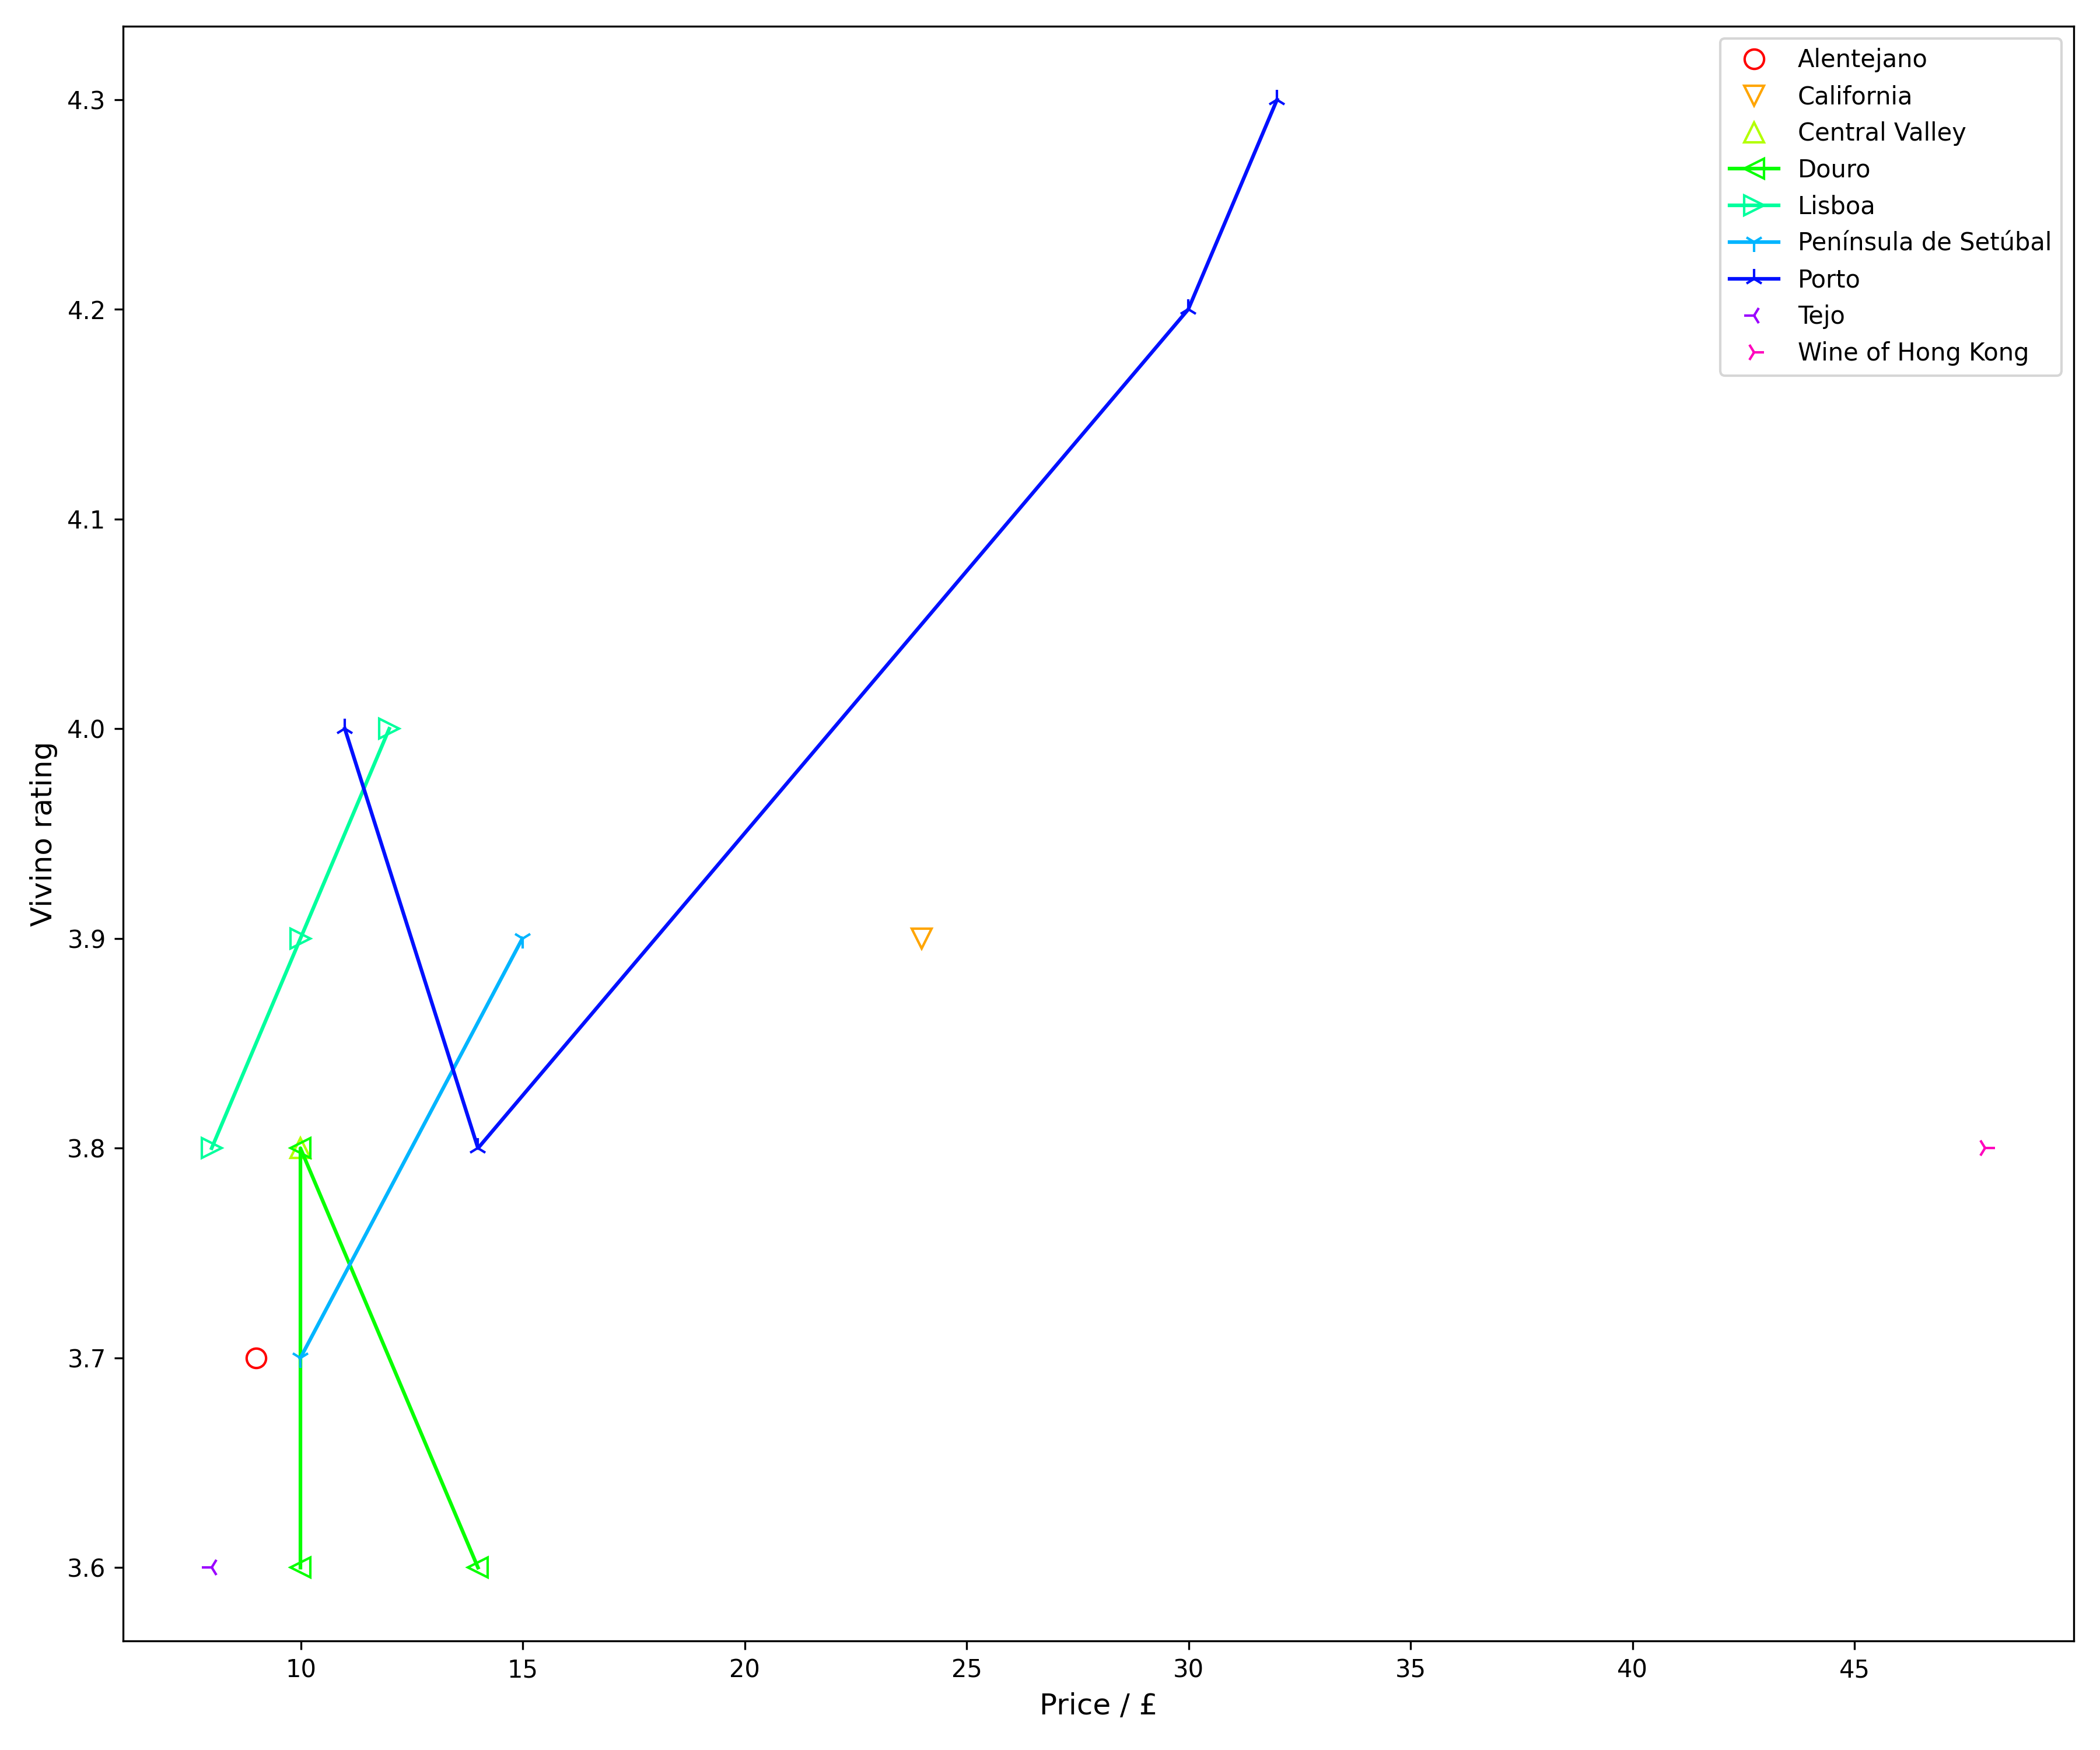 4.3
4.2
4.1
4.0
3.9
3.8
3.7
3.6
Vivino rating
10 15 20 25 30 35 40 45
Price / £
Alentejano
California
Central Valley
Douro
Lisboa
Península de Setúbal
Porto
Tejo
Wine of Hong Kong